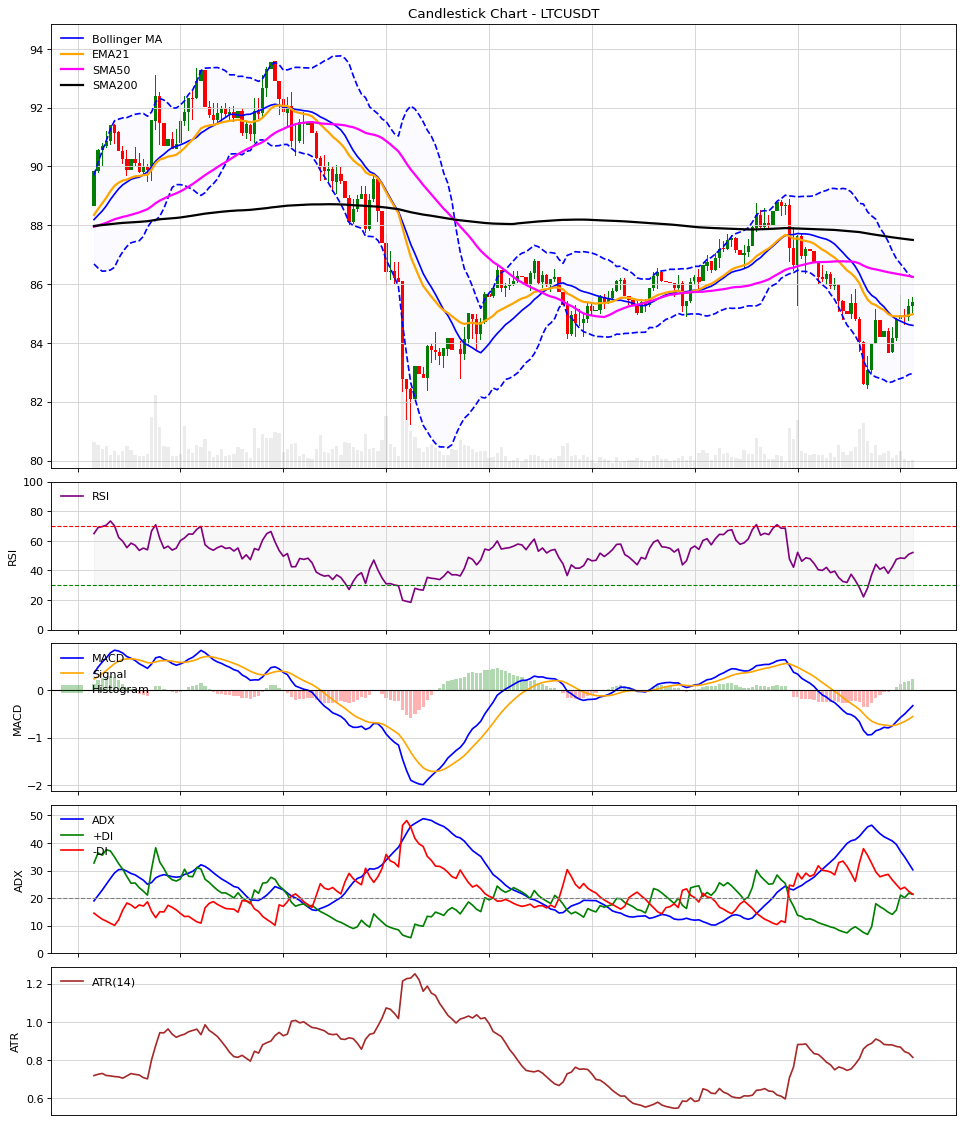 Candlestick Chart - LTCUSDT
Bollinger MA
EMA21
SMA50
SMA200
94
92
90
88
86
84
82
80
RSI
RSI
100
80
60
40
20
0
MACD
Signal
Histogram
MACD
0
−1
−2
ADX
+DI
-DI
ADX
50
40
30
20
10
0
ATR(14)
ATR
1.2
1.0
0.8
0.6